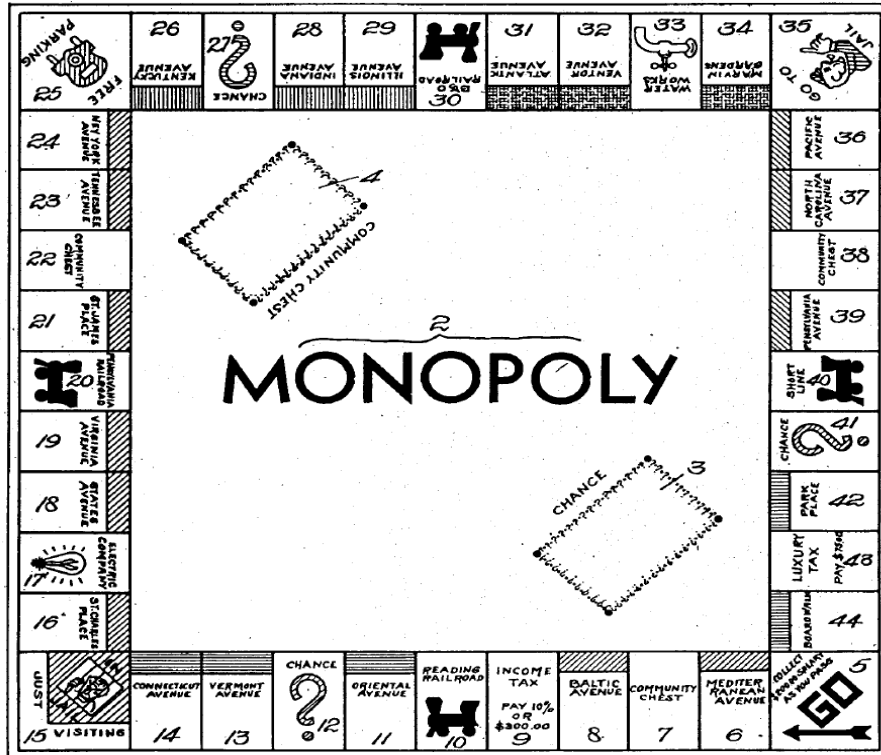 FREE
PARKING
25
26
KENTUCKY
AVENUE
27
CHANCE
28
INDIANA
AVENUE
29
ILLINOIS
AVENUE
B&O
RAILROAD
30
31
ATLANTIC
AVENUE
32
VENTOR
AVENUE
33
WATER
WORKS
34
MARVIN
GARDENS
35
GO TO
JAIL
24
NEW YORK
AVENUE
23
TENNESSEE
AVENUE
22
COMMUNITY
CHEST
21
ST. JAMES
PLACE
20
PENNSYLVANIA
RAILROAD
19
VIRGINIA
AVENUE
18
STATES
AVENUE
17
ELECTRIC
COMPANY
16
ST. CHARLES
PLACE
4
COMMUNITY CHEST
2
MONOPOLY
CHANCE
3
PACIFIC
AVENUE
36
NORTH
CAROLINA
AVENUE
37
COMMUNITY
CHEST
38
PENNSYLVANIA
AVENUE
39
SHORT
LINE
40
CHANCE
41
PARK
PLACE
42
LUXURY
TAX
PAY $75.00
43
BOARDWALK
44
JUST
VISITING
IN
JAIL
15
CONNECTICUT
AVENUE
14
VERMONT
AVENUE
13
CHANCE
12
ORIENTAL
AVENUE
11
READING
RAILROAD
10
INCOME
TAX
PAY 10%
OR
$300.00
9
BALTIC
AVENUE
8
COMMUNITY
CHEST
7
MEDITER
RANEAN
AVENUE
6
COLLECT
$200.00 SALARY
AS YOU PASS
GO
5